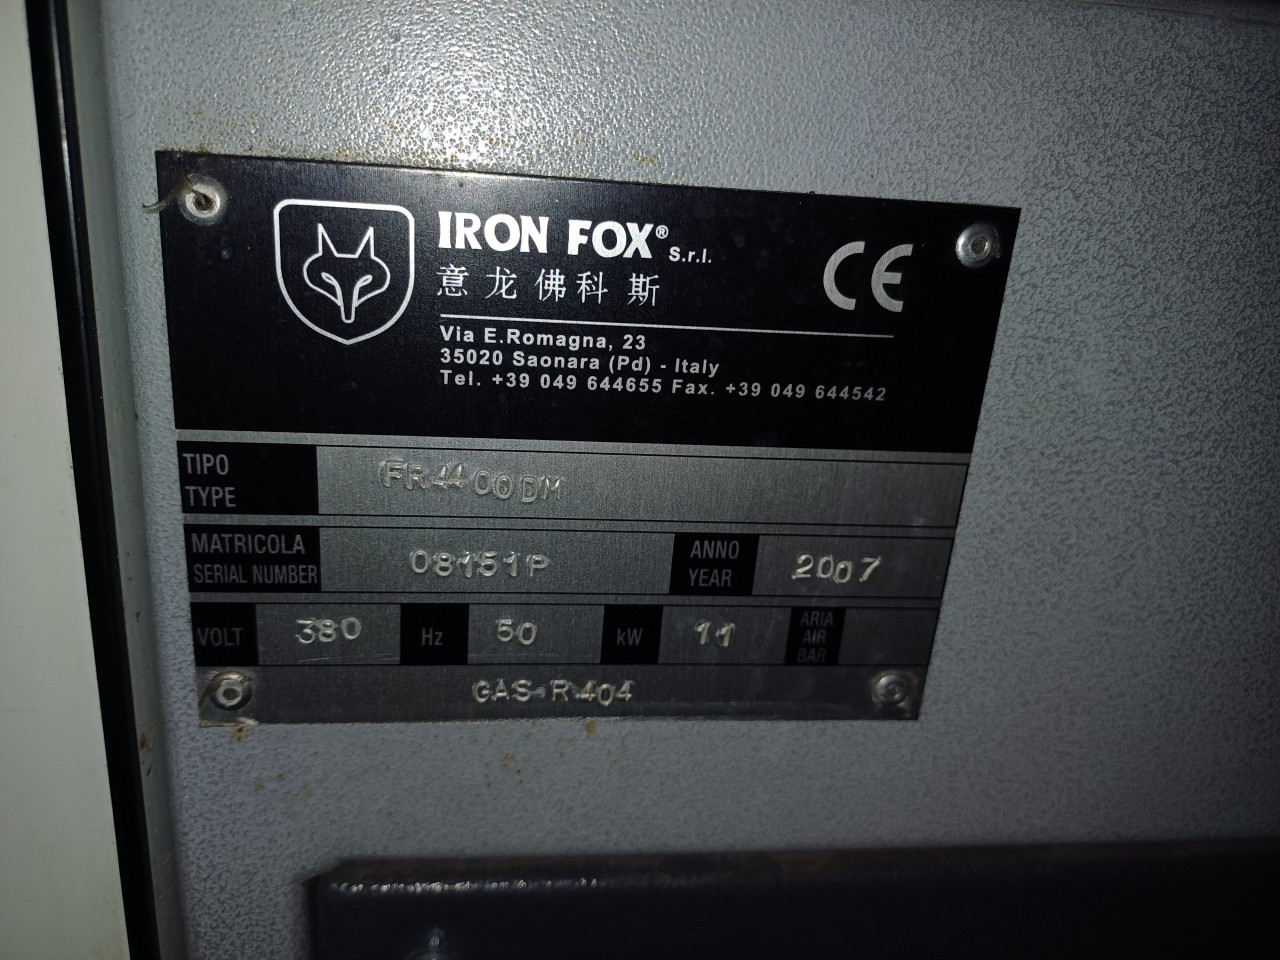 IRON FOX® S.r.l.
意龙佛科斯
CE
Via E.Romagna, 23
35020 Saonara (Pd) - Italy
Tel. +39 049 644655 Fax. +39 049 644542
TIPO
TYPE
FR4400DM
MATRICOLA
SERIAL NUMBER
08151P
ANNO
YEAR
2007
VOLT 380 Hz 50 kW 11
ARIA
AIR
BAR
GAS R404